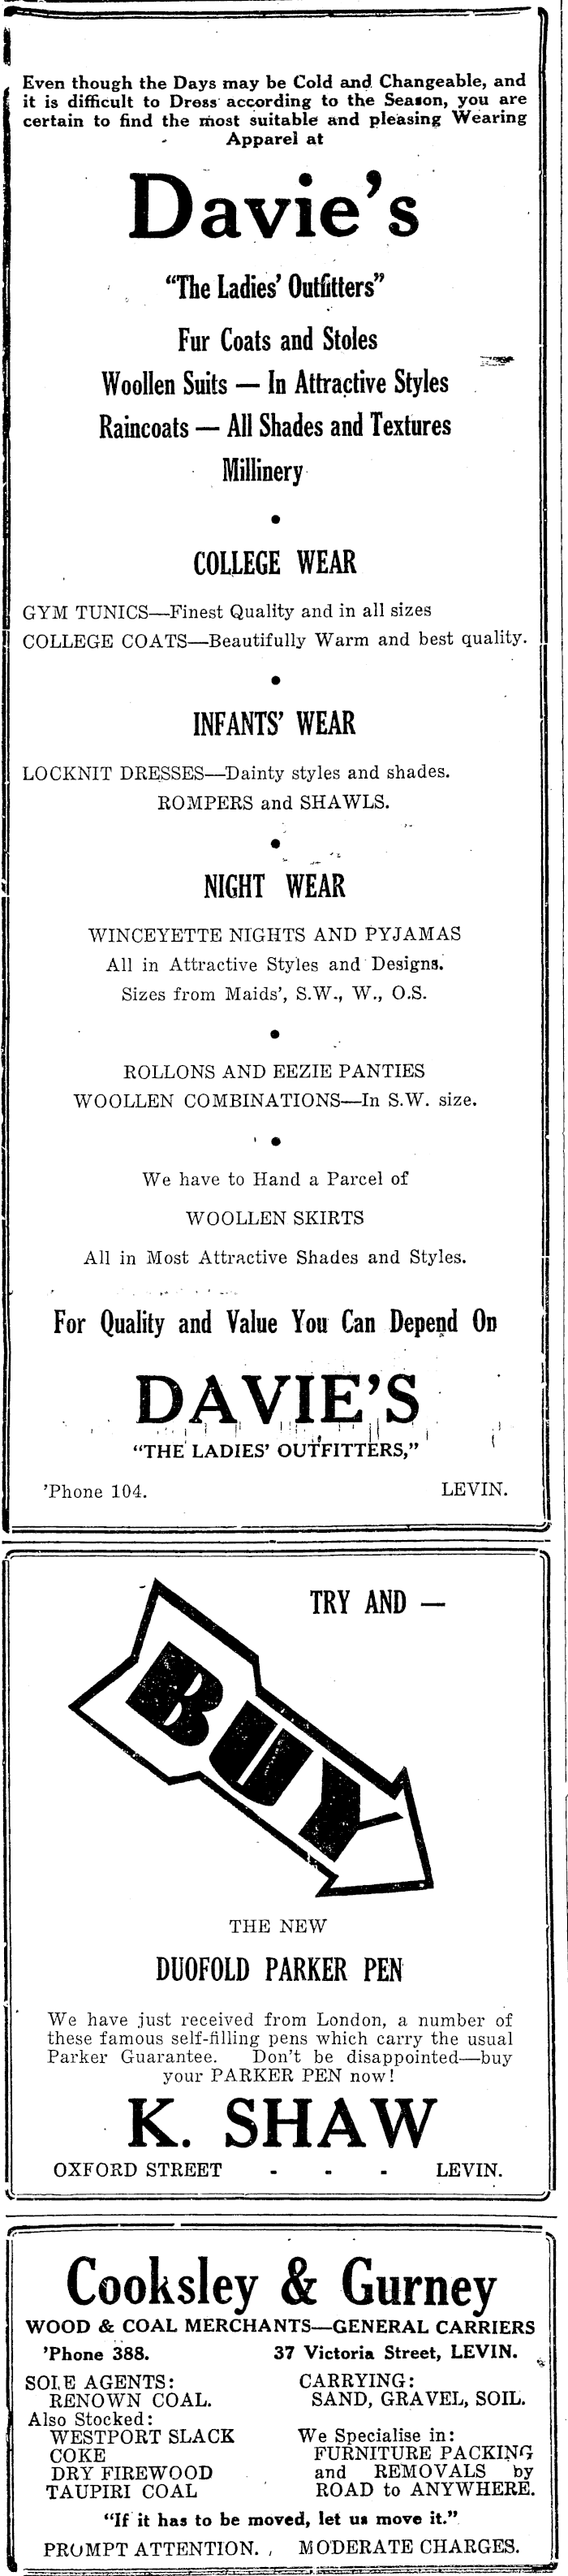 Even though the Days may be Cold and Changeable, and
it is difficult to Dress according to the Season, you are
certain to find the most suitable and pleasing Wearing
Apparel at
Davie's
"The Ladies' Outfitters"
Fur Coats and Stoles
Woollen Suits — In Attractive Styles
Raincoats — All Shades and Textures
Millinery
•
COLLEGE WEAR
GYM TUNICS—Finest Quality and in all sizes
COLLEGE COATS—Beautifully Warm and best quality.
•
INFANTS' WEAR
LOCKNIT DRESSES—Dainty styles and shades.
ROMPERS and SHAWLS.
•
NIGHT WEAR
WINCEYETTE NIGHTS AND PYJAMAS
All in Attractive Styles and Designs.
Sizes from Maids', S.W., W., O.S.
•
ROLLONS AND EEZIE PANTIES
WOOLLEN COMBINATIONS—In S.W. size.
•
We have to Hand a Parcel of
WOOLLEN SKIRTS
All in Most Attractive Shades and Styles.
For Quality and Value You Can Depend On
DAVIE'S
"THE LADIES' OUTFITTERS,"
'Phone 104. LEVIN.
TRY AND —
BUY
THE NEW
DUOFOLD PARKER PEN
We have just received from London, a number of
these famous self-filling pens which carry the usual
Parker Guarantee. Don't be disappointed—buy
your PARKER PEN now!
K. SHAW
OXFORD STREET - - - LEVIN.
Cooksley & Gurney
WOOD & COAL MERCHANTS—GENERAL CARRIERS
'Phone 388. 37 Victoria Street, LEVIN.
SOLE AGENTS: CARRYING:
RENOWN COAL. SAND, GRAVEL, SOIL.
Also Stocked:
WESTPORT SLACK We Specialise in:
COKE FURNITURE PACKING
DRY FIREWOOD and REMOVALS by
TAUPIRI COAL ROAD to ANYWHERE.
"If it has to be moved, let us move it."
PROMPT ATTENTION. MODERATE CHARGES.